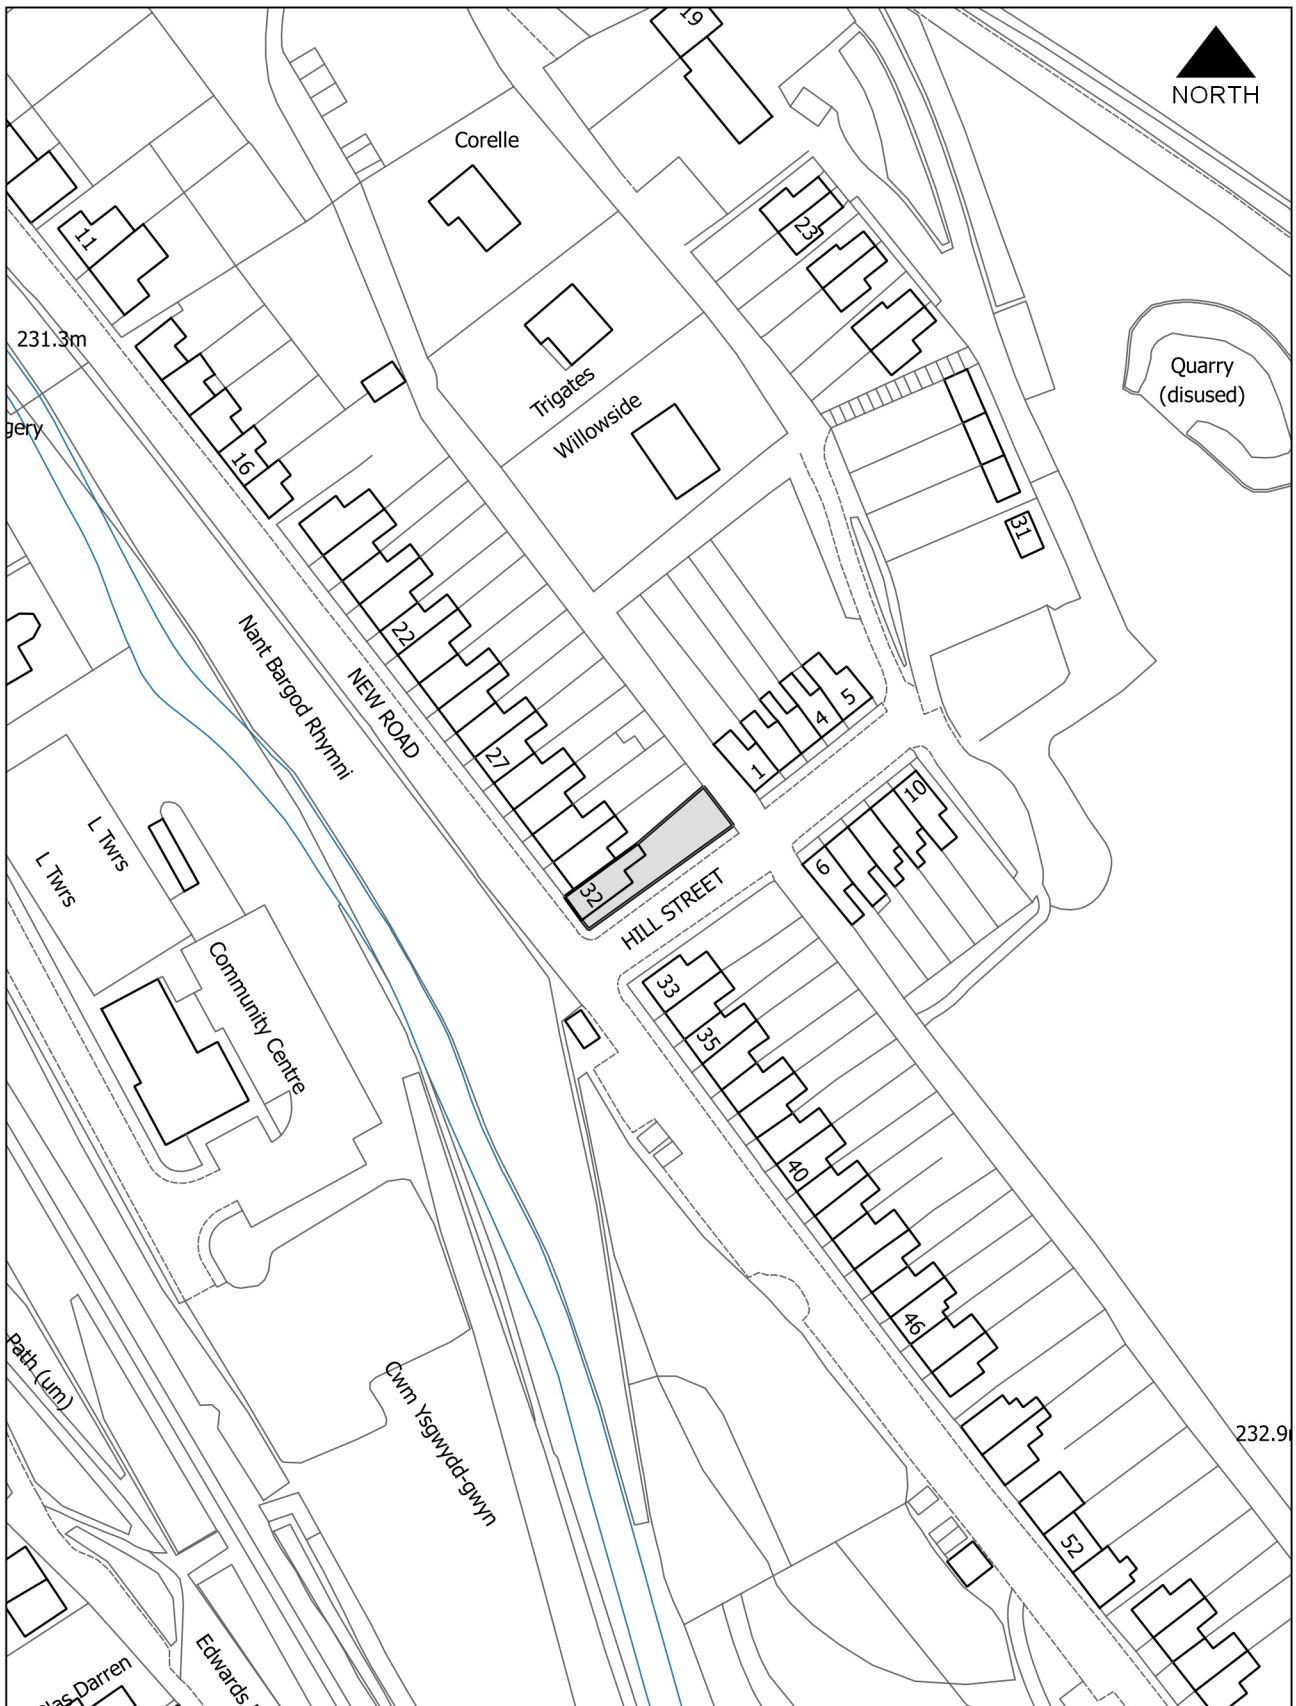 19
NORTH
Corelle
11
23
231.3m
Quarry
(disused)
Trigates
Willowside
gery
16
31
22
Nant Bargod Rhymni
NEW ROAD
5
4
27
1
10
L Twrs
L Twrs
6
32
HILL STREET
Community Centre
33
35
40
46
Path (um)
Cwm Ysgwydd-gwyn
232.9
52
Edwards
las Darren